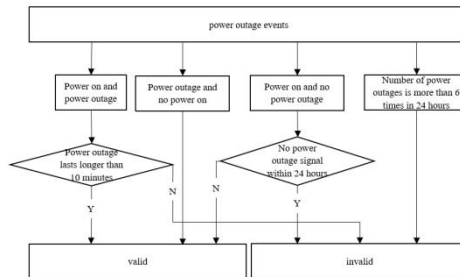 power outage events
Power on and
power outage
Power outage and
no power on
Power on and no
power outage
Number of power
outages is more than 6
times in 24 hours
Power outage
lasts longer than
10 minutes
No power
outage signal
within 24 hours
N
N
Y
Y
valid
invalid